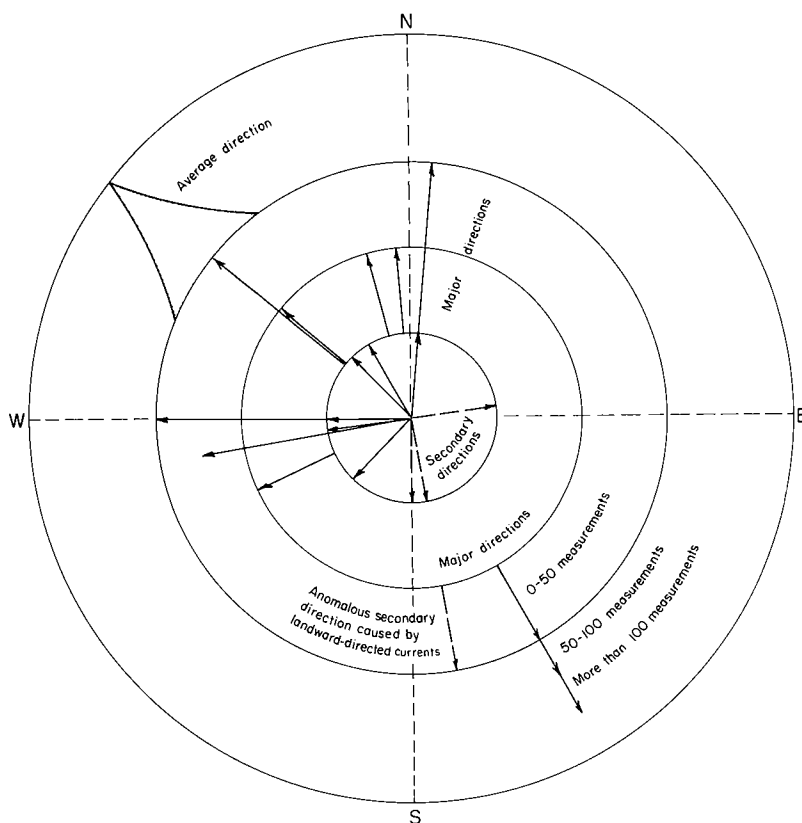 N
Average direction
directions
Major
W
E
Secondary
directions
Major directions
0-50 measurements
Anomalous secondary
direction caused by
landward-directed currents
50-100 measurements
More than 100 measurements
S